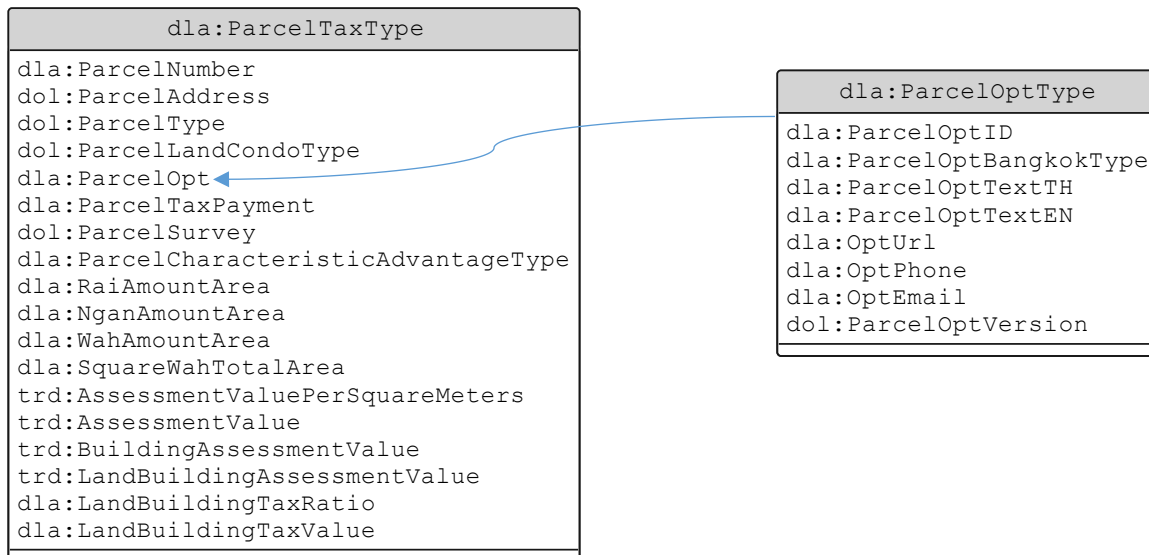 dla:ParcelTaxType
dla:ParcelNumber
dol:ParcelAddress
dol:ParcelType
dol:ParcelLandCondoType
dla:ParcelOpt
dla:ParcelTaxPayment
dol:ParcelSurvey
dla:ParcelCharacteristicAdvantageType
dla:RaiAmountArea
dla:NganAmountArea
dla:WahAmountArea
dla:SquareWahTotalArea
trd:AssessmentValuePerSquareMeters
trd:AssessmentValue
trd:BuildingAssessmentValue
trd:LandBuildingAssessmentValue
dla:LandBuildingTaxRatio
dla:LandBuildingTaxValue
dla:ParcelOptType
dla:ParcelOptID
dla:ParcelOptBangkokType
dla:ParcelOptTextTH
dla:ParcelOptTextEN
dla:OptUrl
dla:OptPhone
dla:OptEmail
dol:ParcelOptVersion